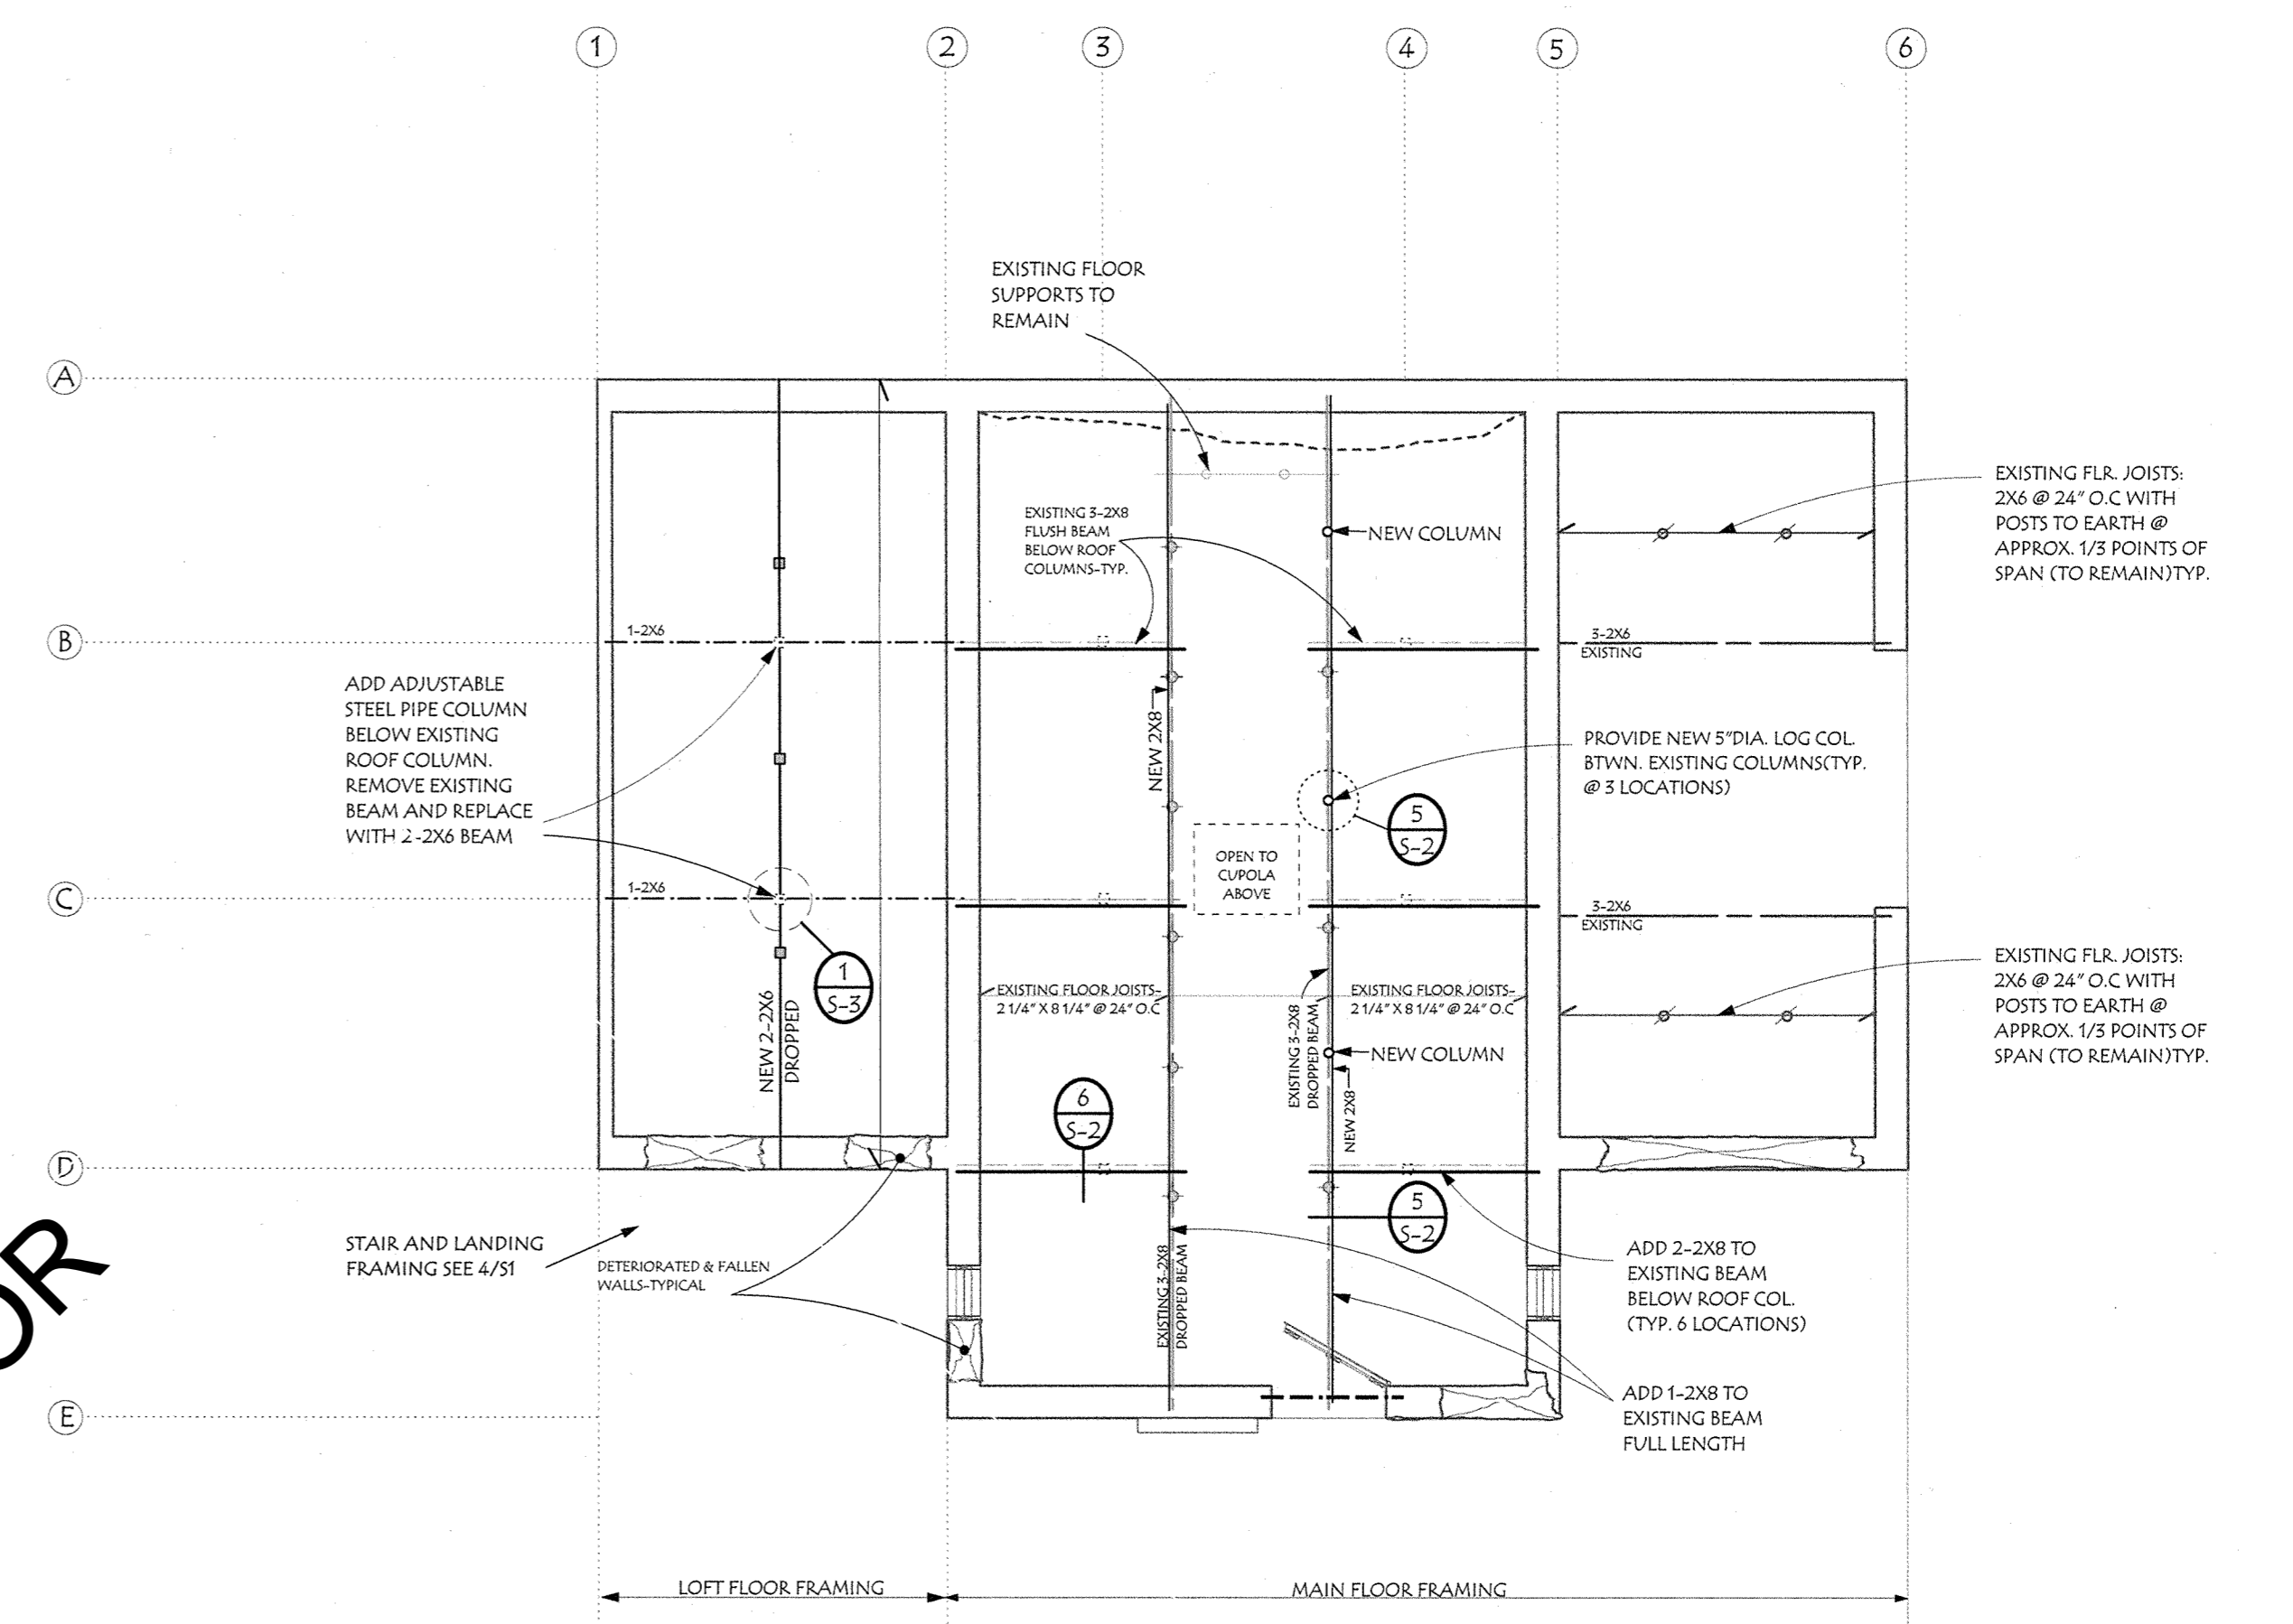 1 2 3 4 5 6
EXISTING FLOOR
SUPPORTS TO
REMAIN
A
EXISTING FLR. JOISTS:
2X6 @ 24" O.C WITH
POSTS TO EARTH @
APPROX. 1/3 POINTS OF
SPAN (TO REMAIN)TYP.
EXISTING 3-2X8
FLUSH BEAM
BELOW ROOF
COLUMNS-TYP.
NEW COLUMN
B
1-2X6
3-2X6
EXISTING
ADD ADJUSTABLE
STEEL PIPE COLUMN
BELOW EXISTING
ROOF COLUMN.
REMOVE EXISTING
BEAM AND REPLACE
WITH 2-2X6 BEAM
NEW 2X8
PROVIDE NEW 5"DIA. LOG COL.
BTWN. EXISTING COLUMNS(TYP.
@ 3 LOCATIONS)
5
S-2
OPEN TO
CUPOLA
ABOVE
C
1-2X6
3-2X6
EXISTING
1
S-3
NEW 2-2X6
DROPPED
EXISTING FLOOR JOISTS-
2 1/4" X 8 1/4" @ 24" O.C
EXISTING 3-2X8
DROPPED BEAM
EXISTING FLOOR JOISTS-
2 1/4" X 8 1/4" @ 24" O.C
EXISTING FLR. JOISTS:
2X6 @ 24" O.C WITH
POSTS TO EARTH @
APPROX. 1/3 POINTS OF
SPAN (TO REMAIN)TYP.
NEW COLUMN
NEW 2X8
6
S-2
D
5
S-2
STAIR AND LANDING
FRAMING SEE 4/S1
DETERIORATED & FALLEN
WALLS-TYPICAL
EXISTING 3-2X8
DROPPED BEAM
ADD 2-2X8 TO
EXISTING BEAM
BELOW ROOF COL.
(TYP. 6 LOCATIONS)
ADD 1-2X8 TO
EXISTING BEAM
FULL LENGTH
E
OR
LOFT FLOOR FRAMING
MAIN FLOOR FRAMING